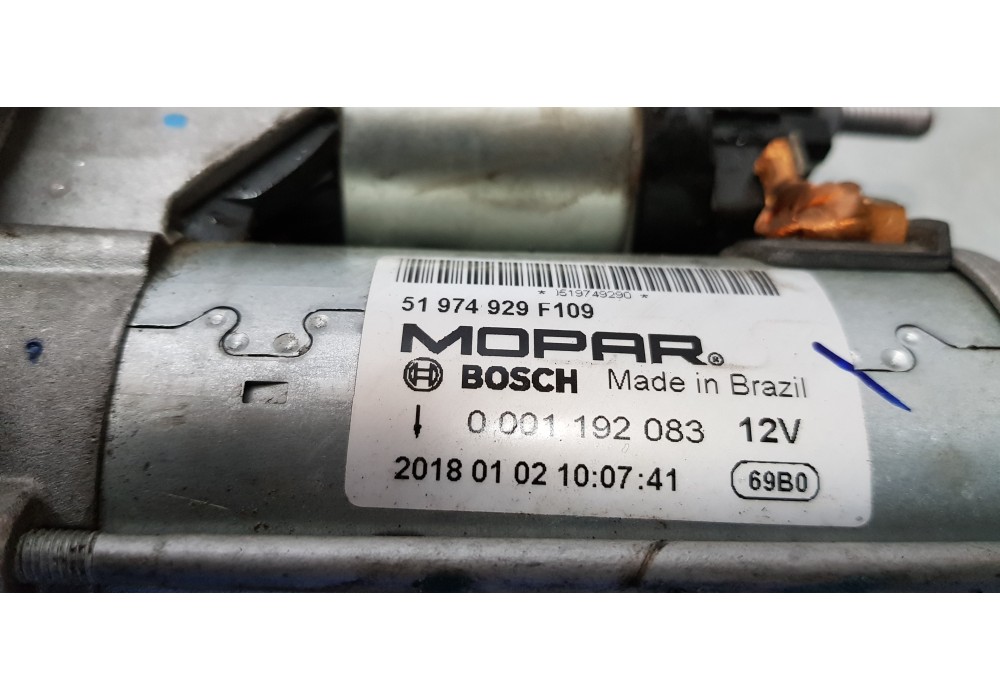 * I519749290 *
51 974 929 F109
MOPAR®
BOSCH Made in Brazil
0 001 192 083 12V
2018 01 02 10:07:41 69B0